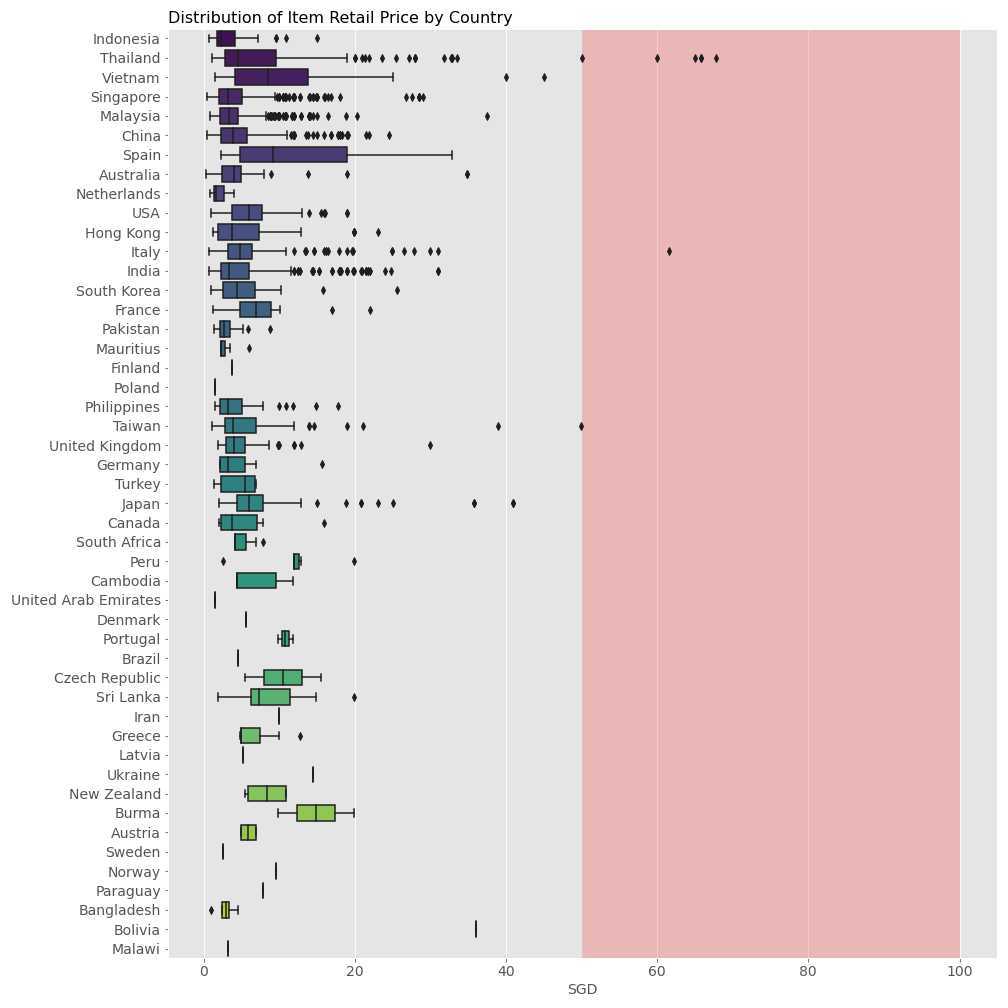 Distribution of Item Retail Price by Country
Indonesia
Thailand
Vietnam
Singapore
Malaysia
China
Spain
Australia
Netherlands
USA
Hong Kong
Italy
India
South Korea
France
Pakistan
Mauritius
Finland
Poland
Philippines
Taiwan
United Kingdom
Germany
Turkey
Japan
Canada
South Africa
Peru
Cambodia
United Arab Emirates
Denmark
Portugal
Brazil
Czech Republic
Sri Lanka
Iran
Greece
Latvia
Ukraine
New Zealand
Burma
Austria
Sweden
Norway
Paraguay
Bangladesh
Bolivia
Malawi
0 20 40 60 80 100
SGD